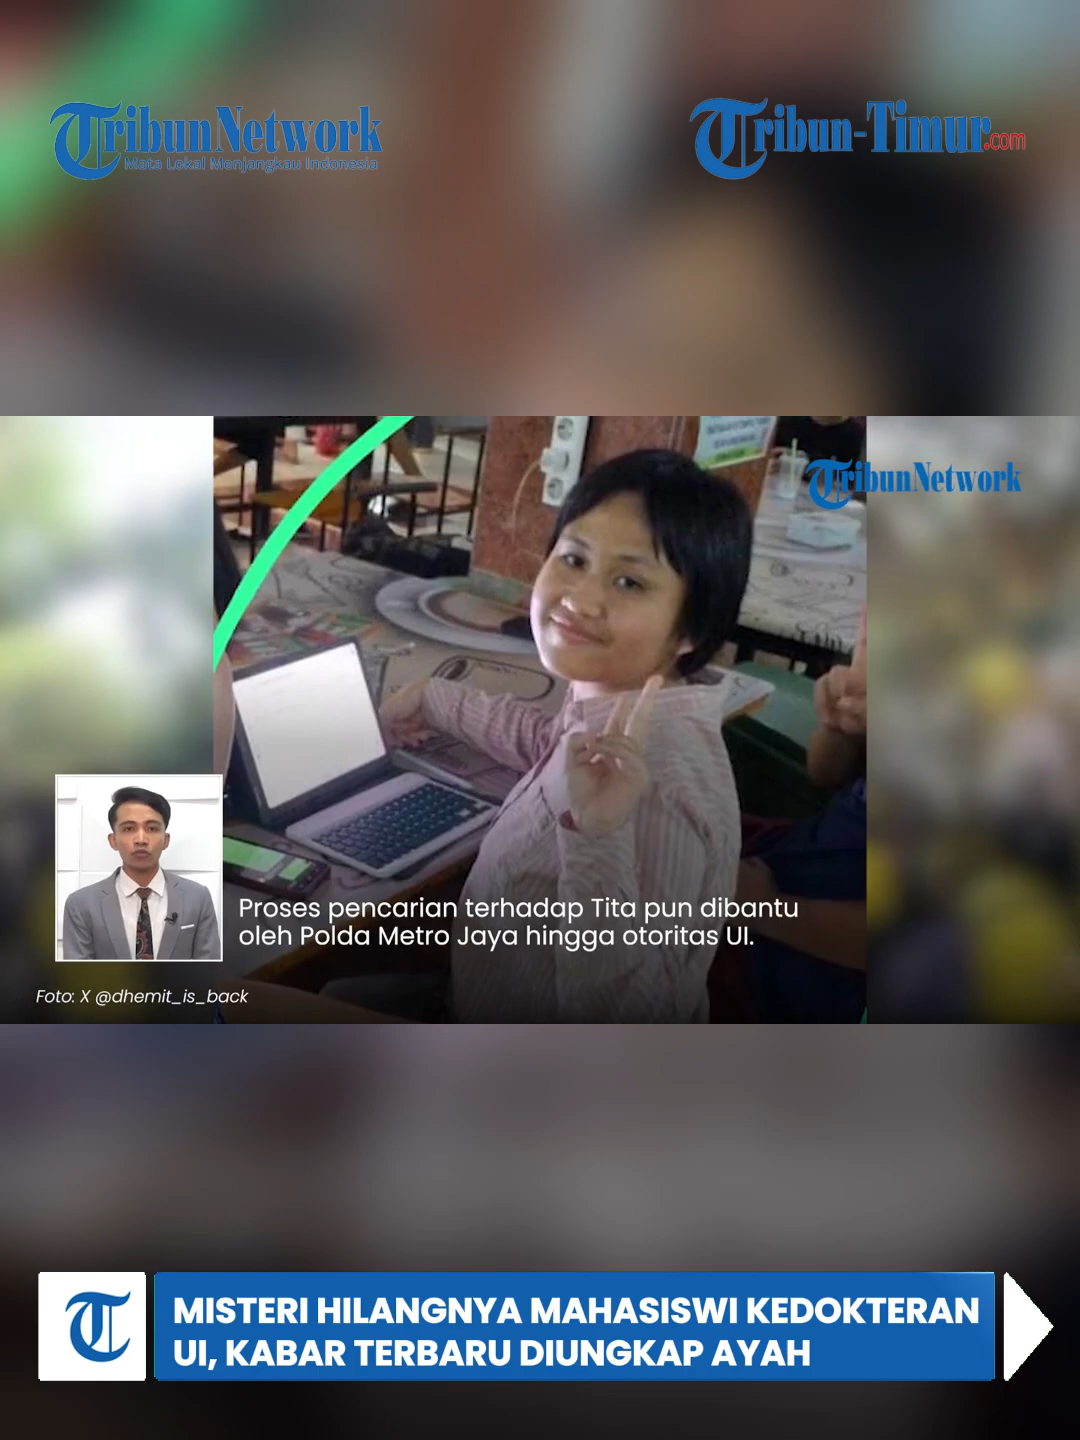 TribunNetwork
Mata Lokal Menjangkau Indonesia
Tribun-Timur.com
TribunNetwork
Proses pencarian terhadap Tita pun dibantu
oleh Polda Metro Jaya hingga otoritas UI.
Foto: X @dhemit_is_back
T
MISTERI HILANGNYA MAHASISWI KEDOKTERAN
UI, KABAR TERBARU DIUNGKAP AYAH